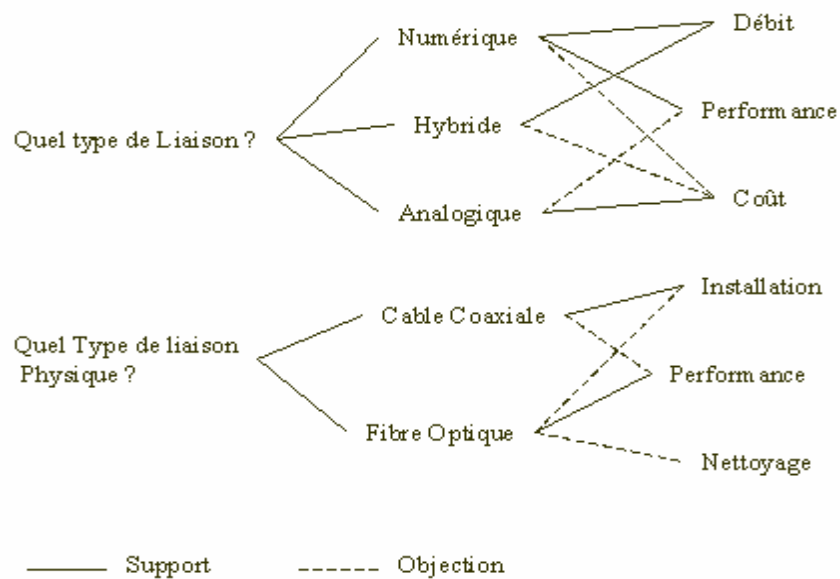 Numérique
Débit
Quel type de Liaison ?
Hybride
Performance
Analogique
Coût
Cable Coaxiale
Installation
Quel Type de liaison
Physique ?
Performance
Fibre Optique
Nettoyage
Support
Objection